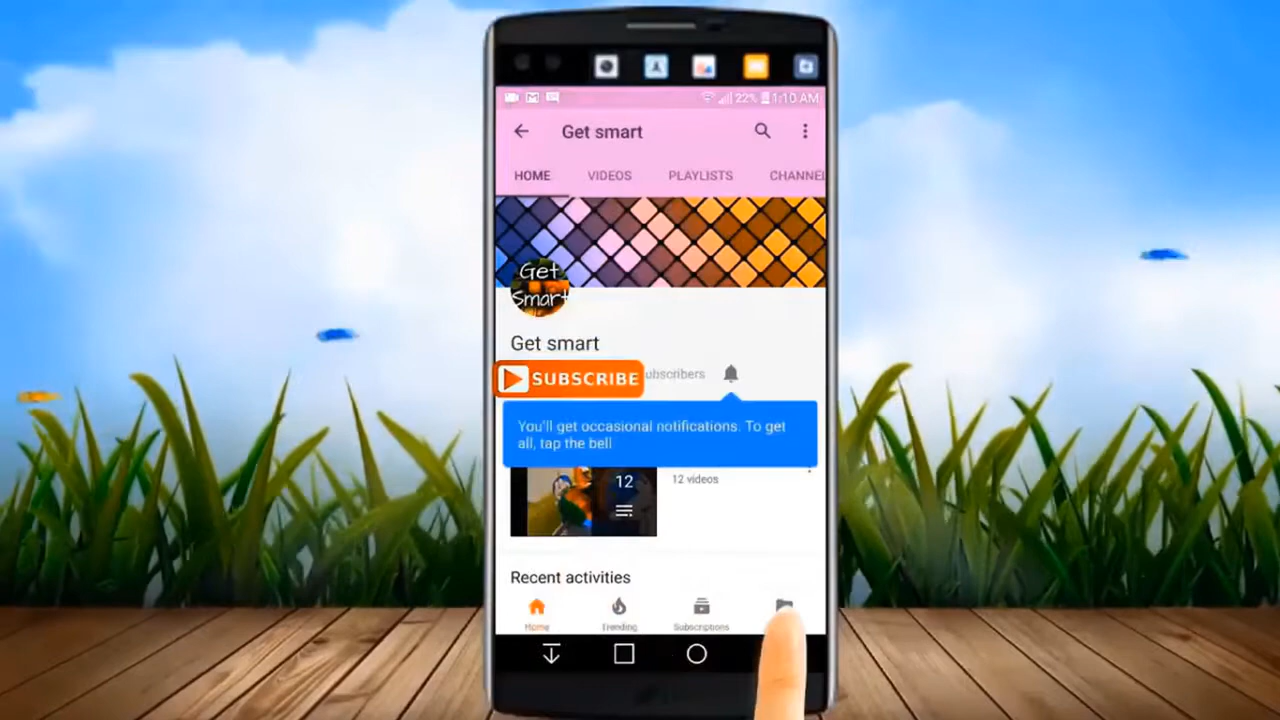 22% 1:10 AM
Get smart
HOME VIDEOS PLAYLISTS CHANNEL
Get
Smart
Get smart
SUBSCRIBE ubscribers
You'll get occasional notifications. To get
all, tap the bell
12
12 videos
Recent activities
Home Trending Subscriptions